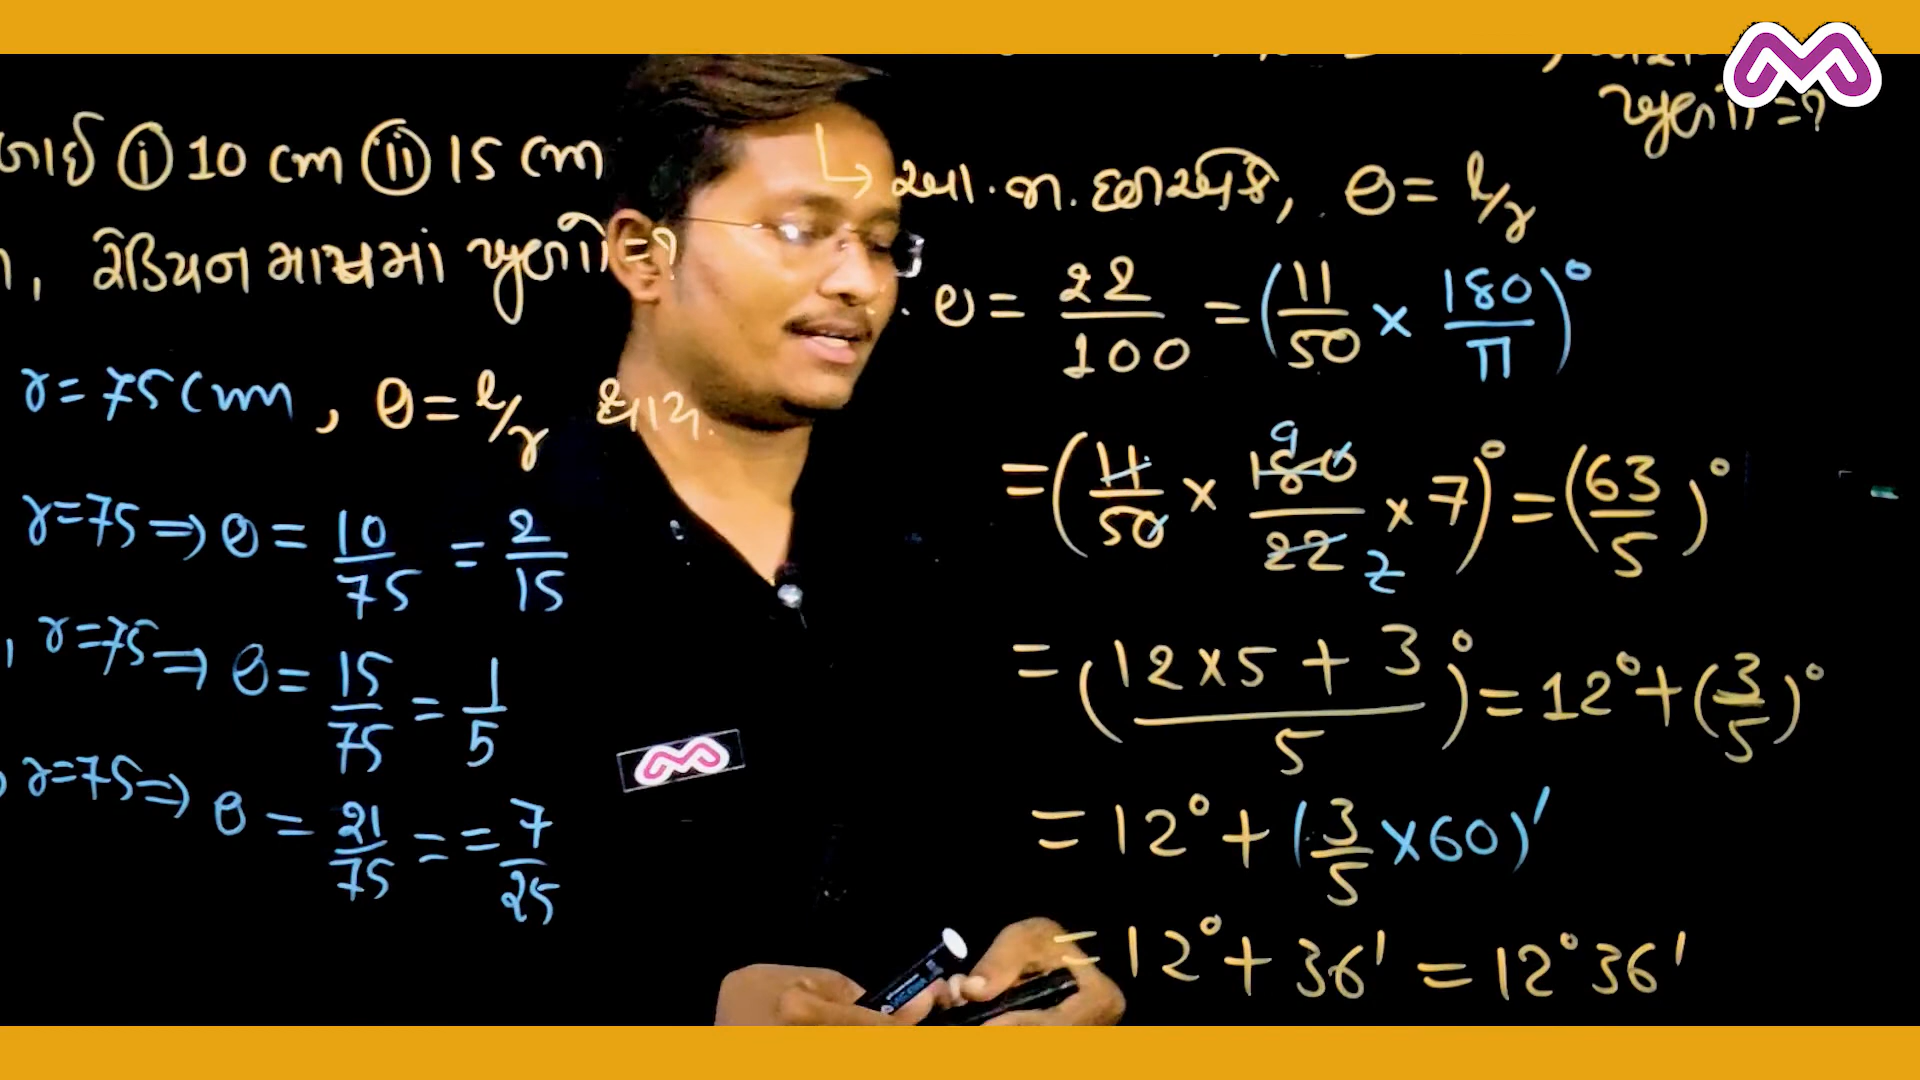 (i) 10 cm (ii) 15 cm
, રેડિયન માપમાં ખૂણો = ?
r = 75 cm , θ = l/r થાય.
r = 75 ⇒ θ = 10/75 = 2/15
, r = 75 ⇒ θ = 15/75 = 1/5
r = 75 ⇒ θ = 21/75 = = 7/25
ખૂણો = ?
↳ , θ = l/r
θ = 22/100 = (11/50 × 180/π)°
= (11/50 × 180/22 × 7)° = (63/5)°
9
2
= (12×5 + 3 / 5)° = 12° + (3/5)°
= 12° + (3/5 × 60)′
= 12° + 36′ = 12° 36′